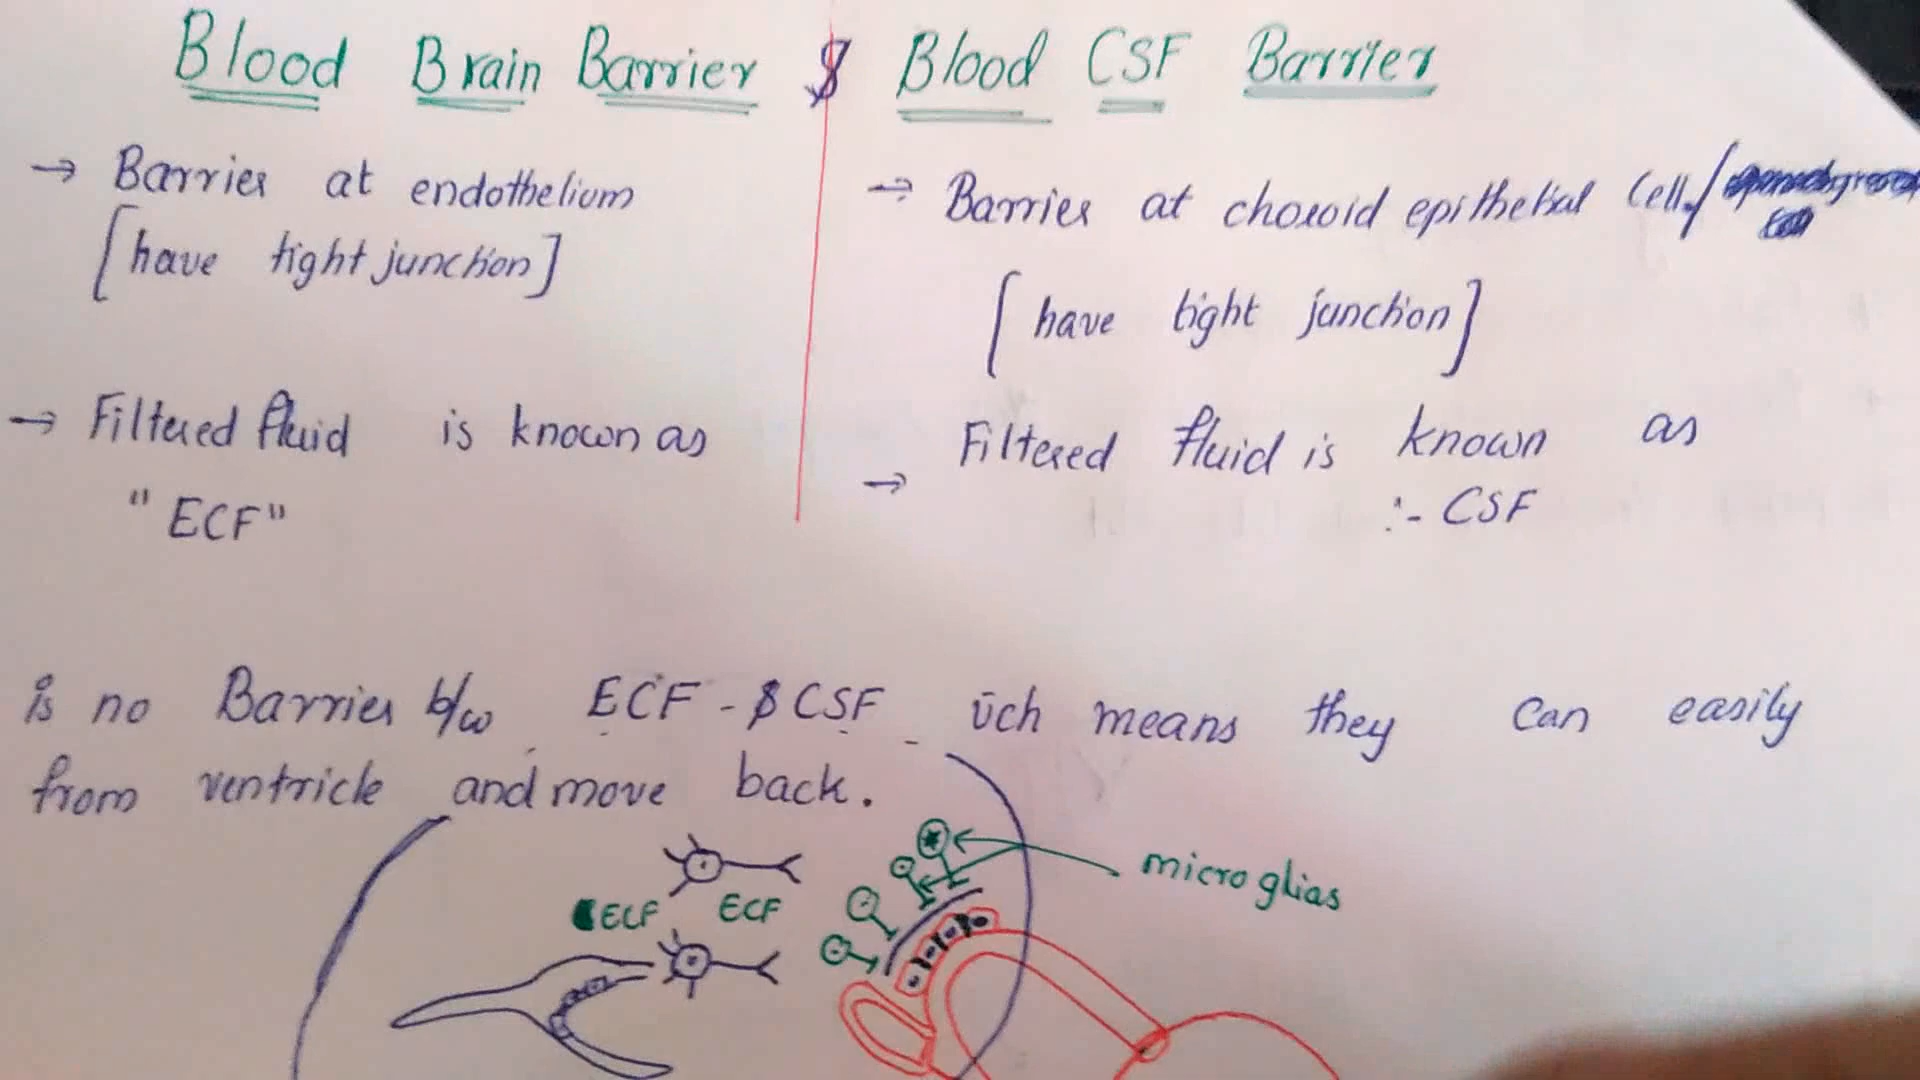 Blood Brain Barrier & Blood CSF Barrier
→ Barrier at endothelium
[have tight junction]
→ Filtered fluid is known as
"ECF"
→ Barrier at choroid epithelial cell/
[have tight junction]
→ Filtered fluid is known as
:- CSF
is no Barrier b/w ECF - & CSF üch means they can easily
from ventricle and move back.
microglias
ECF ECF